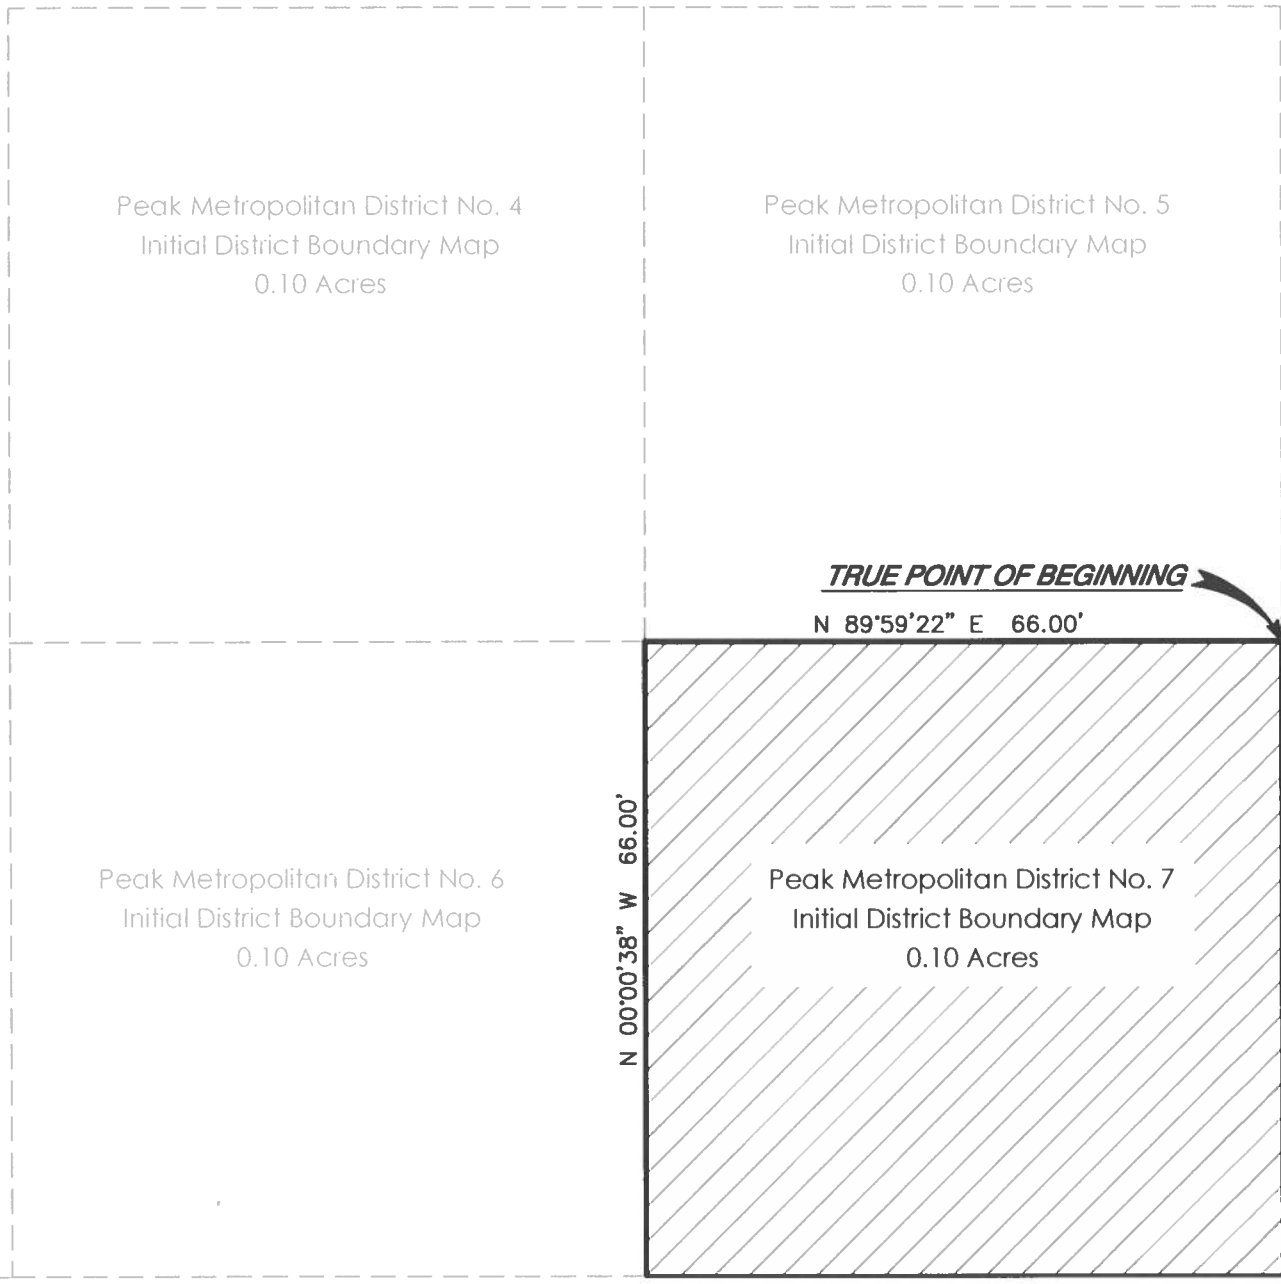 Peak Metropolitan District No. 4
Initial District Boundary Map
0.10 Acres
Peak Metropolitan District No. 5
Initial District Boundary Map
0.10 Acres
TRUE POINT OF BEGINNING
N 89°59'22" E 66.00'
Peak Metropolitan District No. 6
Initial District Boundary Map
0.10 Acres
N 00°00'38" W 66.00'
Peak Metropolitan District No. 7
Initial District Boundary Map
0.10 Acres